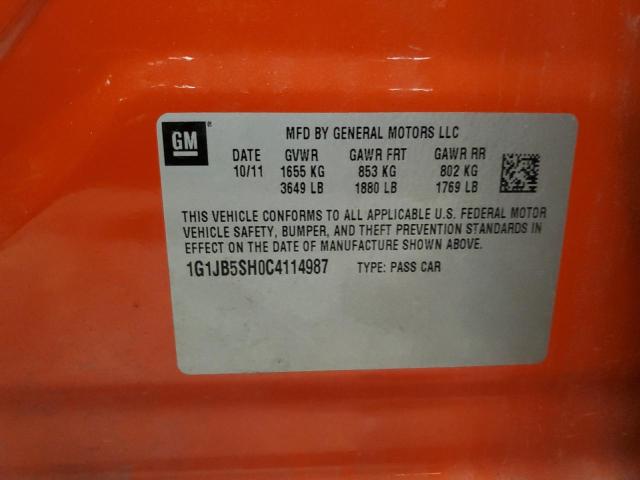 GM®
MFD BY GENERAL MOTORS LLC
DATE GVWR GAWR FRT GAWR RR
10/11 1655 KG 853 KG 802 KG
3649 LB 1880 LB 1769 LB
THIS VEHICLE CONFORMS TO ALL APPLICABLE U.S. FEDERAL MOTOR
VEHICLE SAFETY, BUMPER, AND THEFT PREVENTION STANDARDS IN
EFFECT ON THE DATE OF MANUFACTURE SHOWN ABOVE.
1G1JB5SH0C4114987 TYPE: PASS CAR